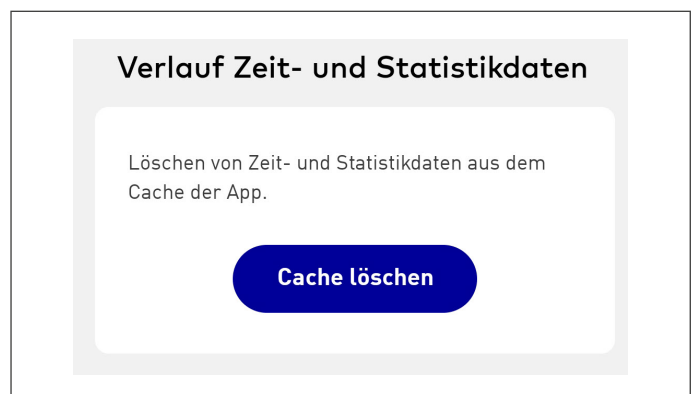 Verlauf Zeit- und Statistikdaten
Löschen von Zeit- und Statistikdaten aus dem
Cache der App.
Cache löschen